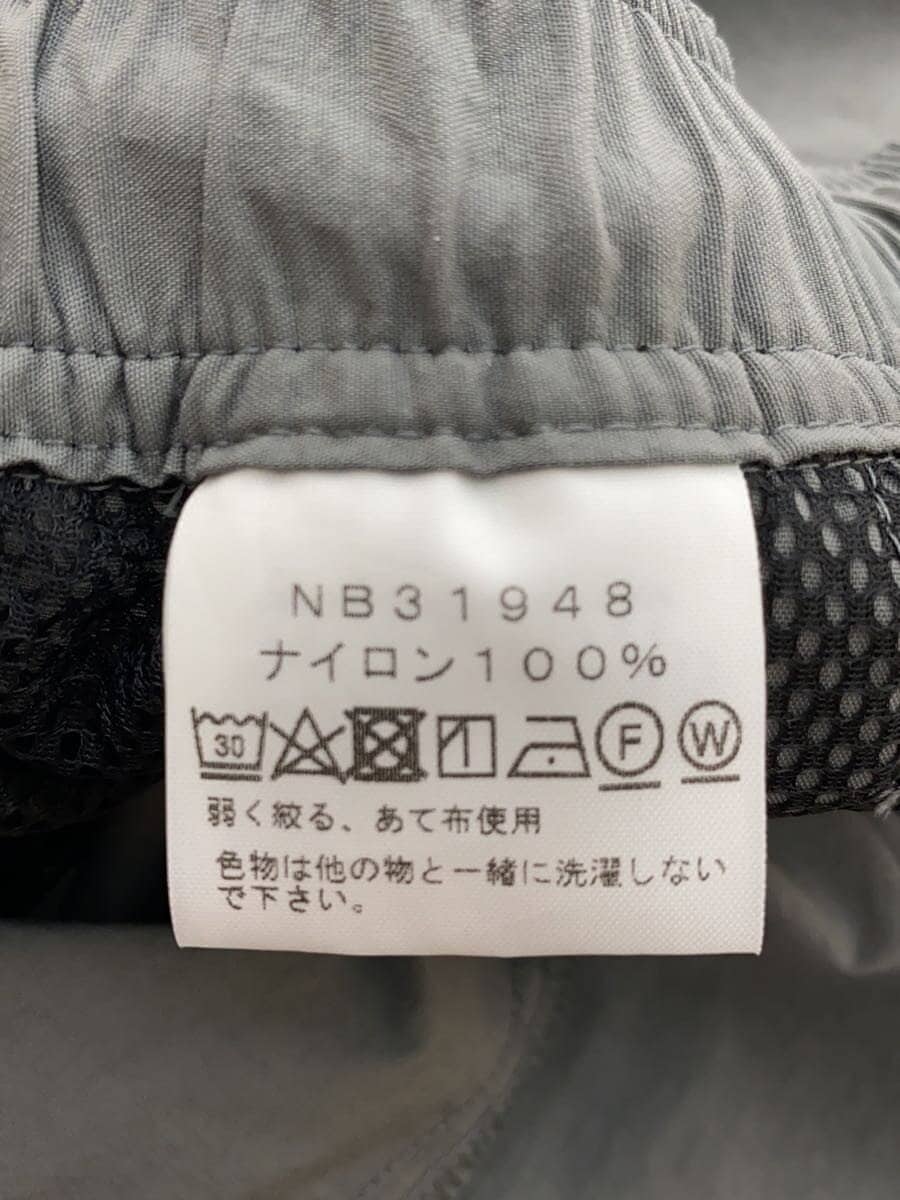 NB31948
ナイロン100%
30 F W
弱く絞る、あて布使用
色物は他の物と一緒に洗濯しない
で下さい。